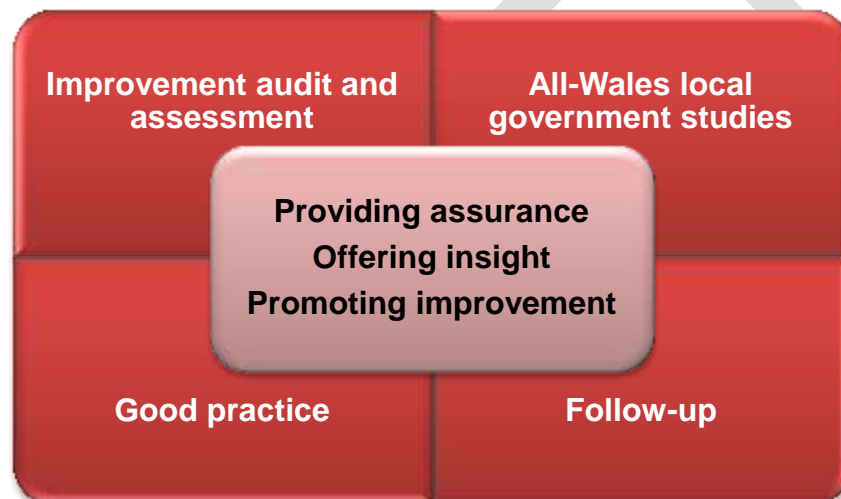 Improvement audit and
assessment
All-Wales local
government studies
Providing assurance
Offering insight
Promoting improvement
Good practice
Follow-up